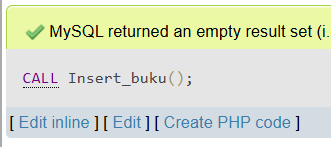 MySQL returned an empty result set (i.
CALL Insert_buku();
[ Edit inline ] [ Edit ] [ Create PHP code ]